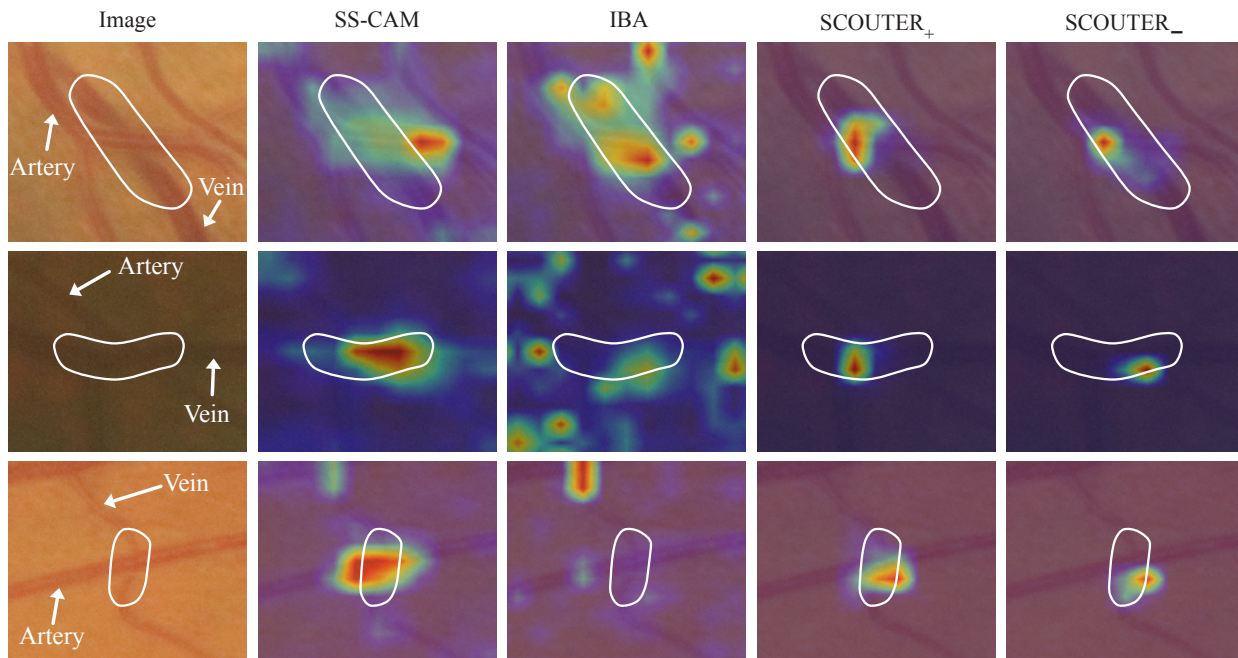 Image
SS-CAM
IBA
SCOUTER+
SCOUTER-
Artery
Vein
Artery
Vein
Vein
Artery